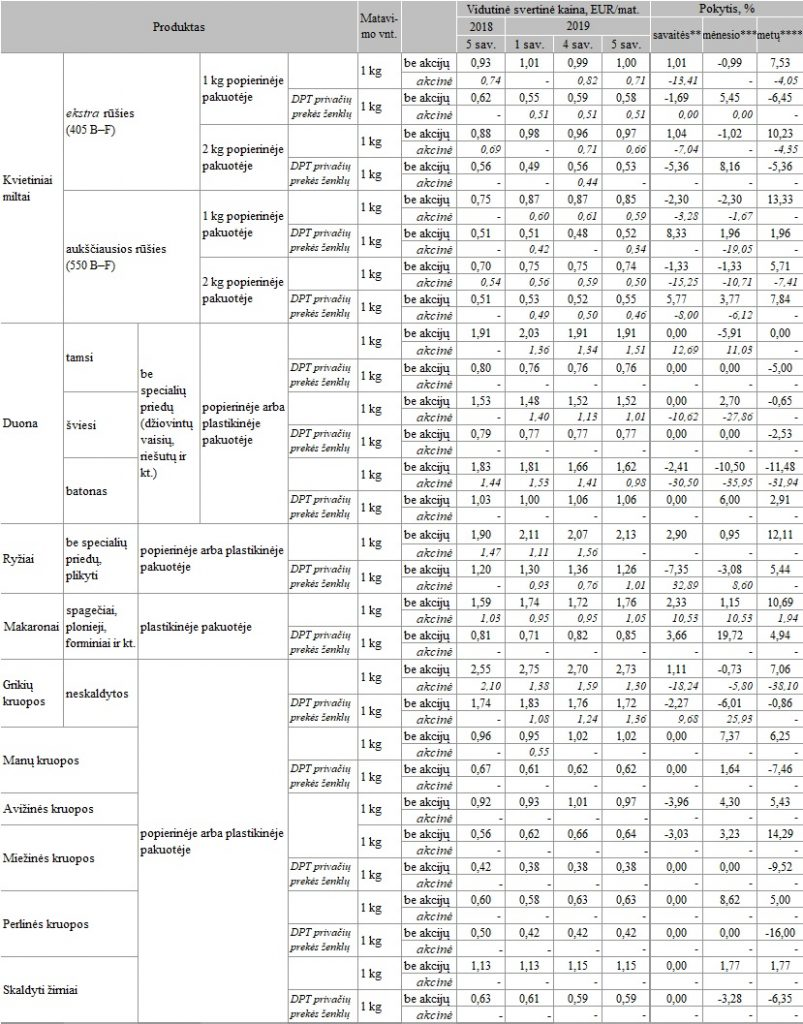 Produktas Matavi- Vidutinė svertinė kaina, EUR/mat. Pokytis, %
mo vnt. 2018 2019 savaitės** mėnesio*** metų****
5 sav. 1 sav. 4 sav. 5 sav.
Kvietiniai miltai ekstra rūšies (405 B–F) 1 kg popierinėje pakuotėje 1 kg be akcijų 0,93 1,01 0,99 1,00 1,01 -0,99 7,53
akcinė 0,74 - 0,82 0,71 -13,41 - -4,05
DPT privačių prekės ženklų 1 kg be akcijų 0,62 0,55 0,59 0,58 -1,69 5,45 -6,45
akcinė - 0,51 0,51 0,51 0,00 0,00 -
2 kg popierinėje pakuotėje 1 kg be akcijų 0,88 0,98 0,96 0,97 1,04 -1,02 10,23
akcinė 0,69 - 0,71 0,66 -7,04 - -4,35
DPT privačių prekės ženklų 1 kg be akcijų 0,56 0,49 0,56 0,53 -5,36 8,16 -5,36
akcinė - - 0,44 - - - -
aukščiausios rūšies (550 B–F) 1 kg popierinėje pakuotėje 1 kg be akcijų 0,75 0,87 0,87 0,85 -2,30 -2,30 13,33
akcinė - 0,60 0,61 0,59 -3,28 -1,67 -
DPT privačių prekės ženklų 1 kg be akcijų 0,51 0,51 0,48 0,52 8,33 1,96 1,96
akcinė - 0,42 - 0,34 - -19,05 -
2 kg popierinėje pakuotėje 1 kg be akcijų 0,70 0,75 0,75 0,74 -1,33 -1,33 5,71
akcinė 0,54 0,56 0,59 0,50 -15,25 -10,71 -7,41
DPT privačių prekės ženklų 1 kg be akcijų 0,51 0,53 0,52 0,55 5,77 3,77 7,84
akcinė - 0,49 0,50 0,46 -8,00 -6,12 -
Duona tamsi be specialių priedų (džiovintų vaisių, riešutų ir kt.) popierinėje arba plastikinėje pakuotėje 1 kg be akcijų 1,91 2,03 1,91 1,91 0,00 -5,91 0,00
akcinė - 1,36 1,34 1,51 12,69 11,03 -
DPT privačių prekės ženklų 1 kg be akcijų 0,80 0,76 0,76 0,76 0,00 0,00 -5,00
akcinė - - - - - - -
šviesi 1 kg be akcijų 1,53 1,48 1,52 1,52 0,00 2,70 -0,65
akcinė - 1,40 1,13 1,01 -10,62 -27,86 -
DPT privačių prekės ženklų 1 kg be akcijų 0,79 0,77 0,77 0,77 0,00 0,00 -2,53
akcinė - - - - - - -
batonas 1 kg be akcijų 1,83 1,81 1,66 1,62 -2,41 -10,50 -11,48
akcinė 1,44 1,53 1,41 0,98 -30,50 -35,95 -31,94
DPT privačių prekės ženklų 1 kg be akcijų 1,03 1,00 1,06 1,06 0,00 6,00 2,91
akcinė - - - - - - -
Ryžiai be specialių priedų, plikyti popierinėje arba plastikinėje pakuotėje 1 kg be akcijų 1,90 2,11 2,07 2,13 2,90 0,95 12,11
akcinė 1,47 1,11 1,56 - - - -
DPT privačių prekės ženklų 1 kg be akcijų 1,20 1,30 1,36 1,26 -7,35 -3,08 5,44
akcinė - 0,93 0,76 1,01 32,89 8,60 -
Makaronai spagečiai, plonieji, forminiai ir kt. plastikinėje pakuotėje 1 kg be akcijų 1,59 1,74 1,72 1,76 2,33 1,15 10,69
akcinė 1,03 0,95 0,95 1,05 10,53 10,53 1,94
DPT privačių prekės ženklų 1 kg be akcijų 0,81 0,71 0,82 0,85 3,66 19,72 4,94
akcinė - - - - - - -
Grikių kruopos neskaldytos popierinėje arba plastikinėje pakuotėje 1 kg be akcijų 2,55 2,75 2,70 2,73 1,11 -0,73 7,06
akcinė 2,10 1,38 1,59 1,30 -18,24 -5,80 -38,10
DPT privačių prekės ženklų 1 kg be akcijų 1,74 1,83 1,76 1,72 -2,27 -6,01 -0,86
akcinė - 1,08 1,24 1,36 9,68 25,93 -
Manų kruopos 1 kg be akcijų 0,96 0,95 1,02 1,02 0,00 7,37 6,25
akcinė - 0,55 - - - - -
DPT privačių prekės ženklų 1 kg be akcijų 0,67 0,61 0,62 0,62 0,00 1,64 -7,46
akcinė - - - - - - -
Avižinės kruopos 1 kg be akcijų 0,92 0,93 1,01 0,97 -3,96 4,30 5,43
akcinė - - - - - - -
Miežinės kruopos 1 kg be akcijų 0,56 0,62 0,66 0,64 -3,03 3,23 14,29
akcinė - - - - - - -
DPT privačių prekės ženklų 1 kg be akcijų 0,42 0,38 0,38 0,38 0,00 0,00 -9,52
akcinė - - - - - - -
Perlinės kruopos 1 kg be akcijų 0,60 0,58 0,63 0,63 0,00 8,62 5,00
akcinė - - - - - - -
DPT privačių prekės ženklų 1 kg be akcijų 0,50 0,42 0,42 0,42 0,00 0,00 -16,00
akcinė - - - - - - -
Skaldyti žirniai 1 kg be akcijų 1,13 1,13 1,15 1,15 0,00 1,77 1,77
akcinė - - - - - - -
DPT privačių prekės ženklų 1 kg be akcijų 0,63 0,61 0,59 0,59 0,00 -3,28 -6,35
akcinė - - - - - - -